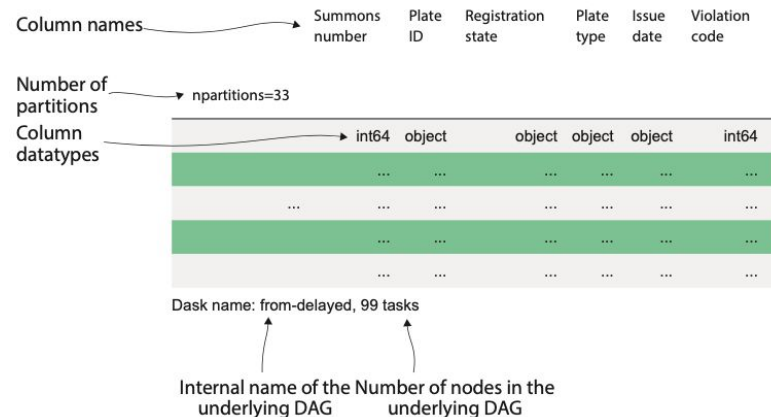 Column names
Summons number
Plate ID
Registration state
Plate type
Issue date
Violation code
Number of partitions
npartitions=33
Column datatypes
int64 object object object object int64
... ... ... ... ... ...
... ... ... ... ... ... ...
... ... ... ... ... ...
... ... ... ... ... ...
Dask name: from-delayed, 99 tasks
Internal name of the underlying DAG
Number of nodes in the underlying DAG